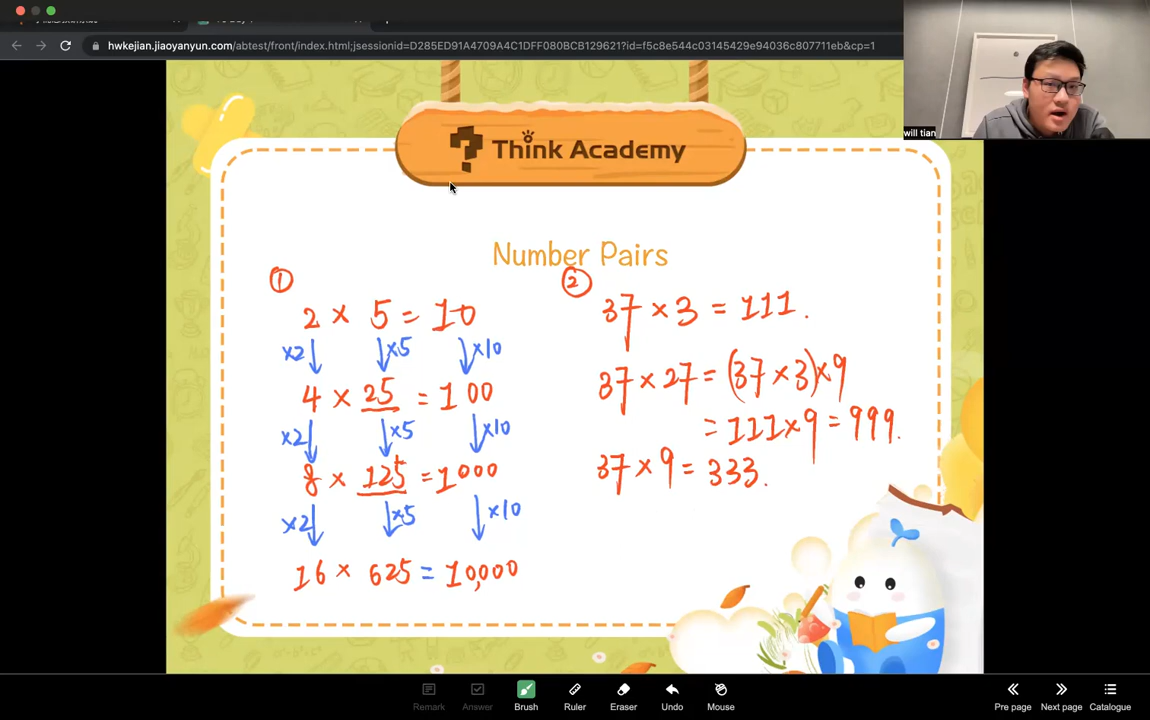 hwkejian.jiaoyanyun.com/abtest/front/index.html;jsessionid=D285ED91A4709A4C1DFF080BCB129621?id=f5c8e544c03145429e94036c807711eb&cp=1
will tian
Think Academy
Number Pairs
①
2 × 5 = 10
×2 ×5 ×10
4 × 25 = 100
×2 ×5 ×10
8 × 125 = 1000
×2 ×5 ×10
16 × 625 = 10,000
②
37 × 3 = 111.
37 × 27 = (37 × 3) × 9
= 111 × 9 = 999.
37 × 9 = 333.
Remark
Answer
Brush
Ruler
Eraser
Undo
Mouse
Pre page
Next page
Catalogue